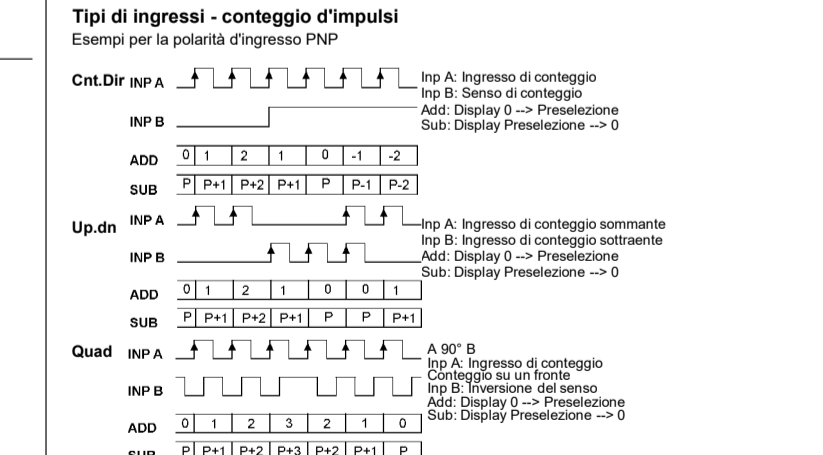 Tipi di ingressi - conteggio d'impulsi
Esempi per la polarità d'ingresso PNP
Cnt.Dir INP A
Inp A: Ingresso di conteggio
Inp B: Senso di conteggio
Add: Display 0 --> Preselezione
INP B
Sub: Display Preselezione --> 0
ADD 0 1 2 1 0 -1 -2
SUB P P+1 P+2 P+1 P P-1 P-2
Up.dn INP A
Inp A: Ingresso di conteggio sommante
Inp B: Ingresso di conteggio sottraente
INP B
Add: Display 0 --> Preselezione
Sub: Display Preselezione --> 0
ADD 0 1 2 1 0 0 1
SUB P P+1 P+2 P+1 P P P+1
Quad INP A
A 90° B
Inp A: Ingresso di conteggio
Conteggio su un fronte
INP B
Inp B: Inversione del senso
Add: Display 0 --> Preselezione
Sub: Display Preselezione --> 0
ADD 0 1 2 3 2 1 0
SUB P P+1 P+2 P+3 P+2 P+1 P